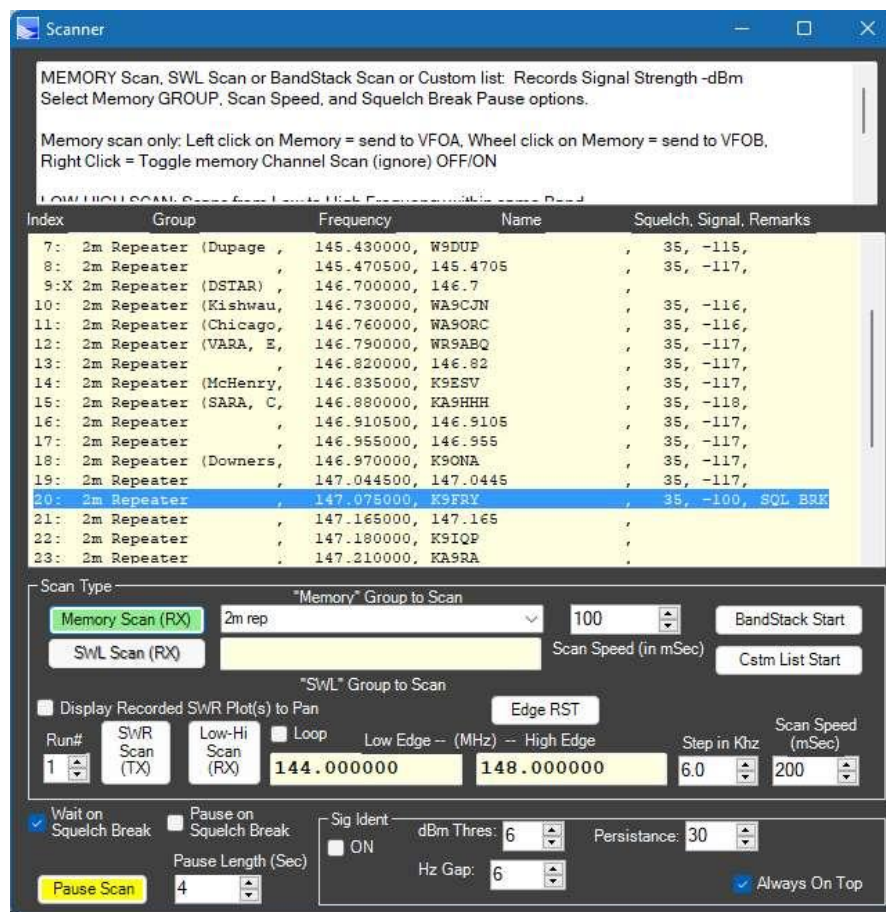 Scanner
MEMORY Scan, SWL Scan or BandStack Scan or Custom list: Records Signal Strength -dBm
Select Memory GROUP, Scan Speed, and Squelch Break Pause options.
Memory scan only: Left click on Memory = send to VFOA, Wheel click on Memory = send to VFOB,
Right Click = Toggle memory Channel Scan (ignore) OFF/ON
LOW-HIGH SCAN: Scans from Low to High Frequency within same Band
Index Group Frequency Name Squelch, Signal, Remarks
7: 2m Repeater (Dupage , 145.430000, W9DUP , 35, -115,
8: 2m Repeater , 145.470500, 145.4705 , 35, -117,
9:X 2m Repeater (DSTAR) , 146.700000, 146.7 ,
10: 2m Repeater (Kishwau, 146.730000, WA9CJN , 35, -116,
11: 2m Repeater (Chicago, 146.760000, WA9ORC , 35, -116,
12: 2m Repeater (VARA, E, 146.790000, WR9ABQ , 35, -117,
13: 2m Repeater , 146.820000, 146.82 , 35, -117,
14: 2m Repeater (McHenry, 146.835000, K9ESV , 35, -117,
15: 2m Repeater (SARA, C, 146.880000, KA9HHH , 35, -118,
16: 2m Repeater , 146.910500, 146.9105 , 35, -117,
17: 2m Repeater , 146.955000, 146.955 , 35, -117,
18: 2m Repeater (Downers, 146.970000, K9ONA , 35, -117,
19: 2m Repeater , 147.044500, 147.0445 , 35, -117,
20: 2m Repeater , 147.075000, K9FRY , 35, -100, SQL BRK
21: 2m Repeater , 147.165000, 147.165 ,
22: 2m Repeater , 147.180000, K9IQP ,
23: 2m Repeater , 147.210000, KA9RA ,
Scan Type
"Memory" Group to Scan
Memory Scan (RX) 2m rep 100 BandStack Start
SWL Scan (RX) Scan Speed (in mSec) Cstm List Start
"SWL" Group to Scan
Display Recorded SWR Plot(s) to Pan Edge RST
Run# SWR Scan (TX) Low-Hi Scan (RX) Loop Low Edge -- (MHz) -- High Edge Step in Khz Scan Speed (mSec)
1 144.000000 148.000000 6.0 200
Wait on Squelch Break Pause on Squelch Break Sig Ident
ON dBm Thres: 6 Persistance: 30
Pause Length (Sec) Hz Gap: 6
Pause Scan 4 Always On Top